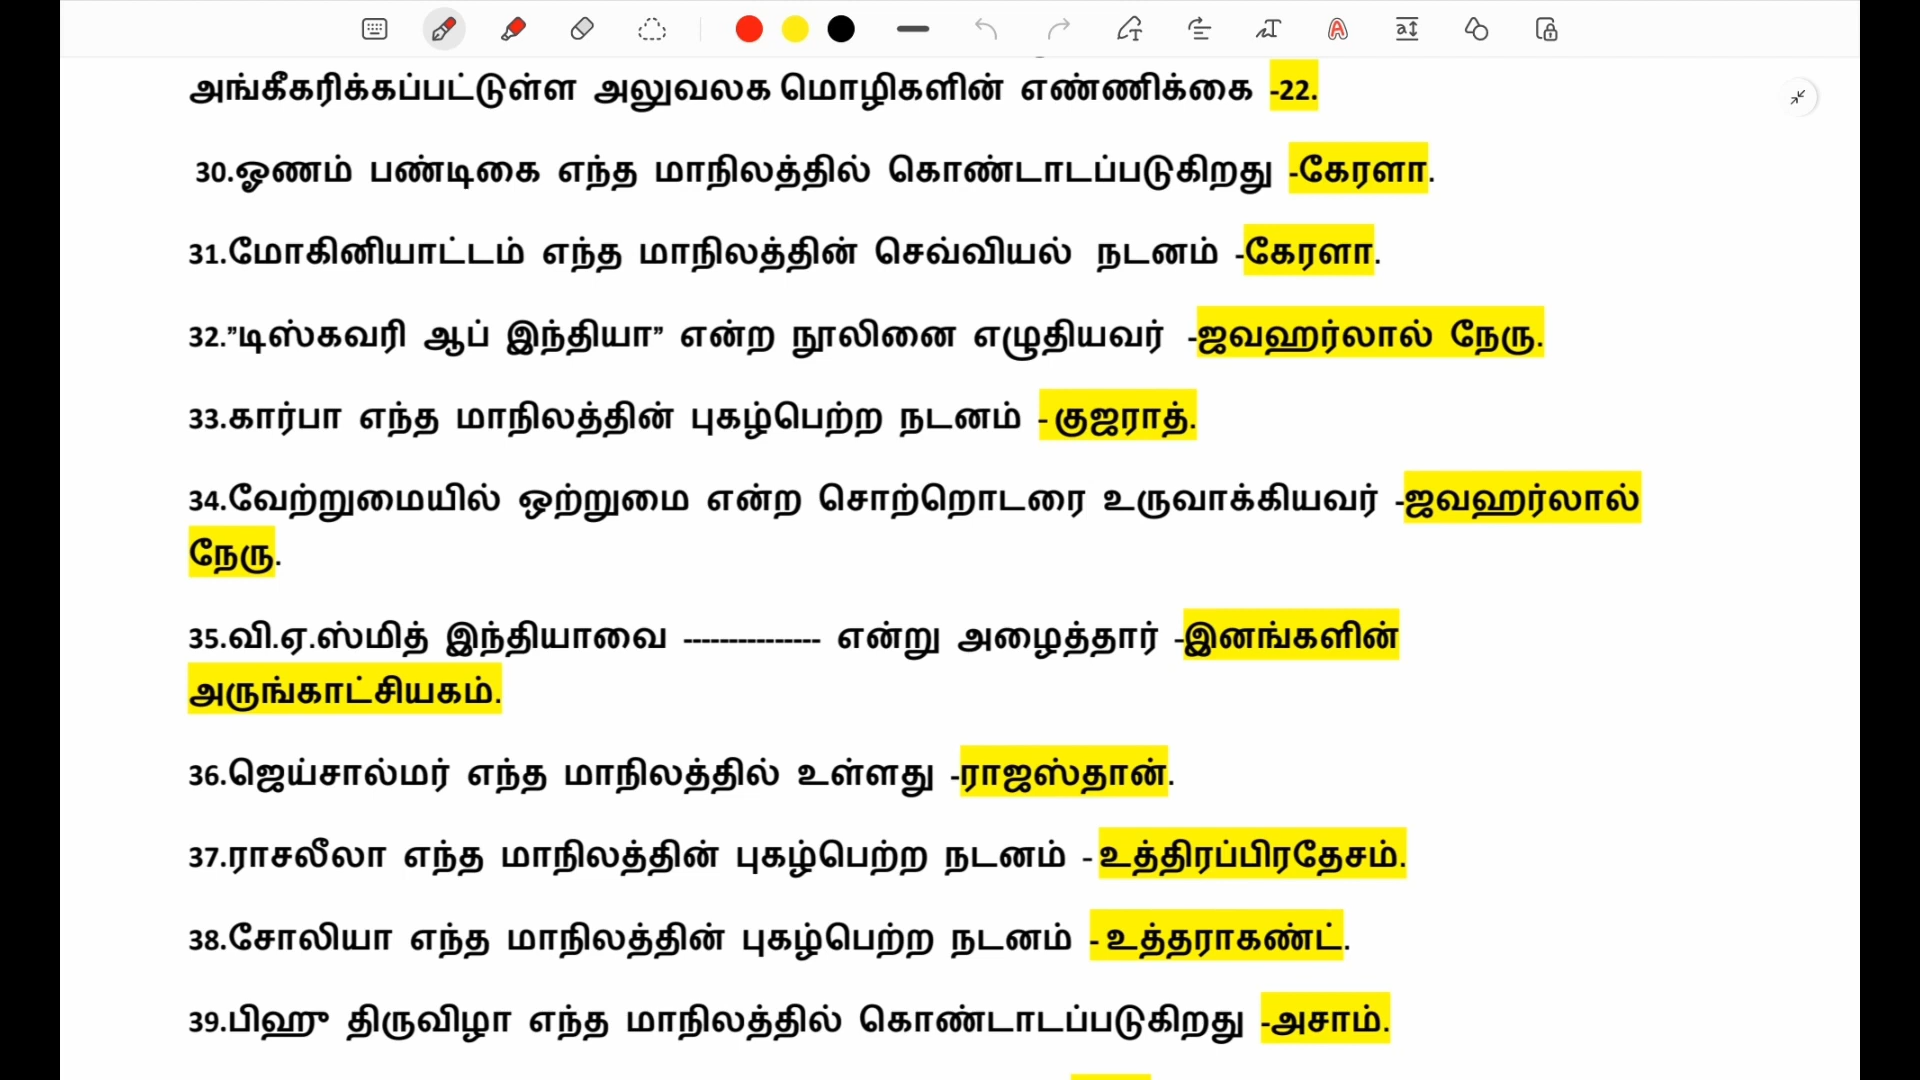 அங்கீகரிக்கப்பட்டுள்ள அலுவலக மொழிகளின் எண்ணிக்கை -22.
30.ஓணம் பண்டிகை எந்த மாநிலத்தில் கொண்டாடப்படுகிறது -கேரளா.
31.மோகினியாட்டம் எந்த மாநிலத்தின் செவ்வியல் நடனம் -கேரளா.
32.”டிஸ்கவரி ஆப் இந்தியா” என்ற நூலினை எழுதியவர் -ஜவஹர்லால் நேரு.
33.கார்பா எந்த மாநிலத்தின் புகழ்பெற்ற நடனம் - குஜராத்.
34.வேற்றுமையில் ஒற்றுமை என்ற சொற்றொடரை உருவாக்கியவர் -ஜவஹர்லால்
நேரு.
35.வி.ஏ.ஸ்மித் இந்தியாவை --------------- என்று அழைத்தார் -இனங்களின்
அருங்காட்சியகம்.
36.ஜெய்சால்மர் எந்த மாநிலத்தில் உள்ளது -ராஜஸ்தான்.
37.ராசலீலா எந்த மாநிலத்தின் புகழ்பெற்ற நடனம் - உத்திரப்பிரதேசம்.
38.சோலியா எந்த மாநிலத்தின் புகழ்பெற்ற நடனம் - உத்தராகண்ட்.
39.பிஹு திருவிழா எந்த மாநிலத்தில் கொண்டாடப்படுகிறது -அசாம்.